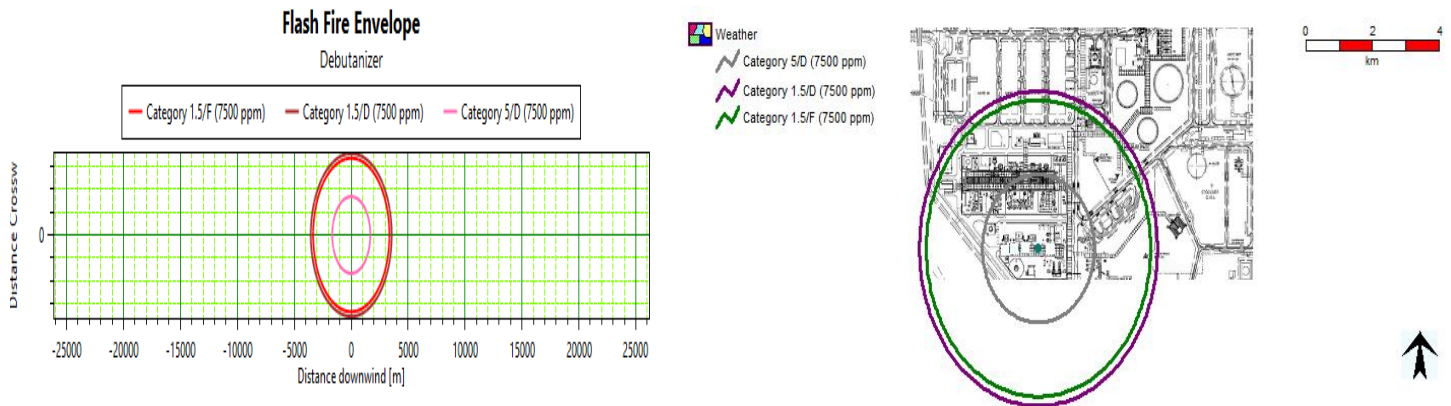 Flash Fire Envelope
Debutanizer
Category 1.5/F (7500 ppm) Category 1.5/D (7500 ppm) Category 5/D (7500 ppm)
Distance Crossw
0
-25000 -20000 -15000 -10000 -5000 0 5000 10000 15000 20000 25000
Distance downwind [m]
Weather
Category 5/D (7500 ppm)
Category 1.5/D (7500 ppm)
Category 1.5/F (7500 ppm)
0 2 4
km